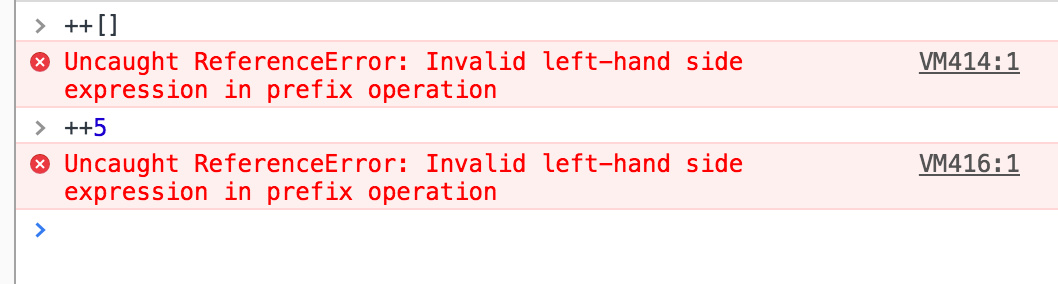 > ++[]
Uncaught ReferenceError: Invalid left-hand side VM414:1
expression in prefix operation
> ++5
Uncaught ReferenceError: Invalid left-hand side VM416:1
expression in prefix operation
>